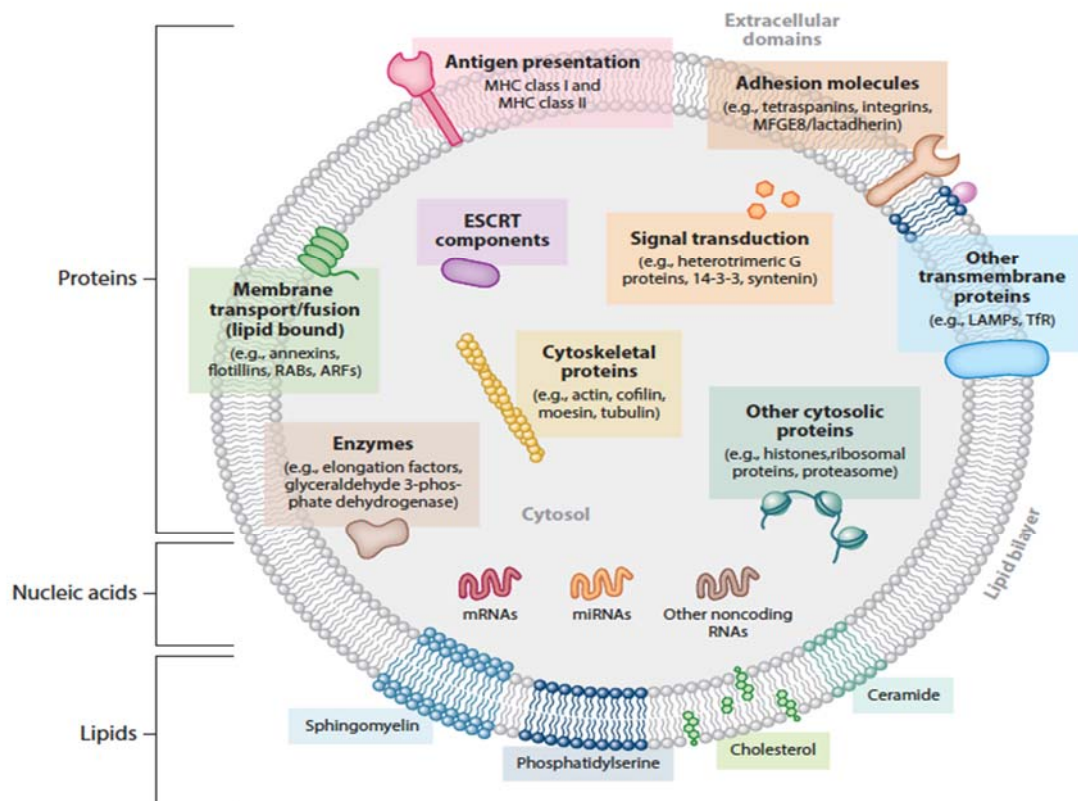 Extracellular
domains
Antigen presentation
MHC class I and
MHC class II
Adhesion molecules
(e.g., tetraspanins, integrins,
MFGE8/lactadherin)
ESCRT
components
Signal transduction
(e.g., heterotrimeric G
proteins, 14-3-3, syntenin)
Other
transmembrane
proteins
(e.g., LAMPs, TfR)
Proteins
Membrane
transport/fusion
(lipid bound)
(e.g., annexins,
flotillins, RABs, ARFs)
Cytoskeletal
proteins
(e.g., actin, cofilin,
moesin, tubulin)
Other cytosolic
proteins
(e.g., histones,ribosomal
proteins, proteasome)
Enzymes
(e.g., elongation factors,
glyceraldehyde 3-phos-
phate dehydrogenase)
Cytosol
Lipid bilayer
Nucleic acids
mRNAs
miRNAs
Other noncoding
RNAs
Lipids
Sphingomyelin
Phosphatidylserine
Cholesterol
Ceramide